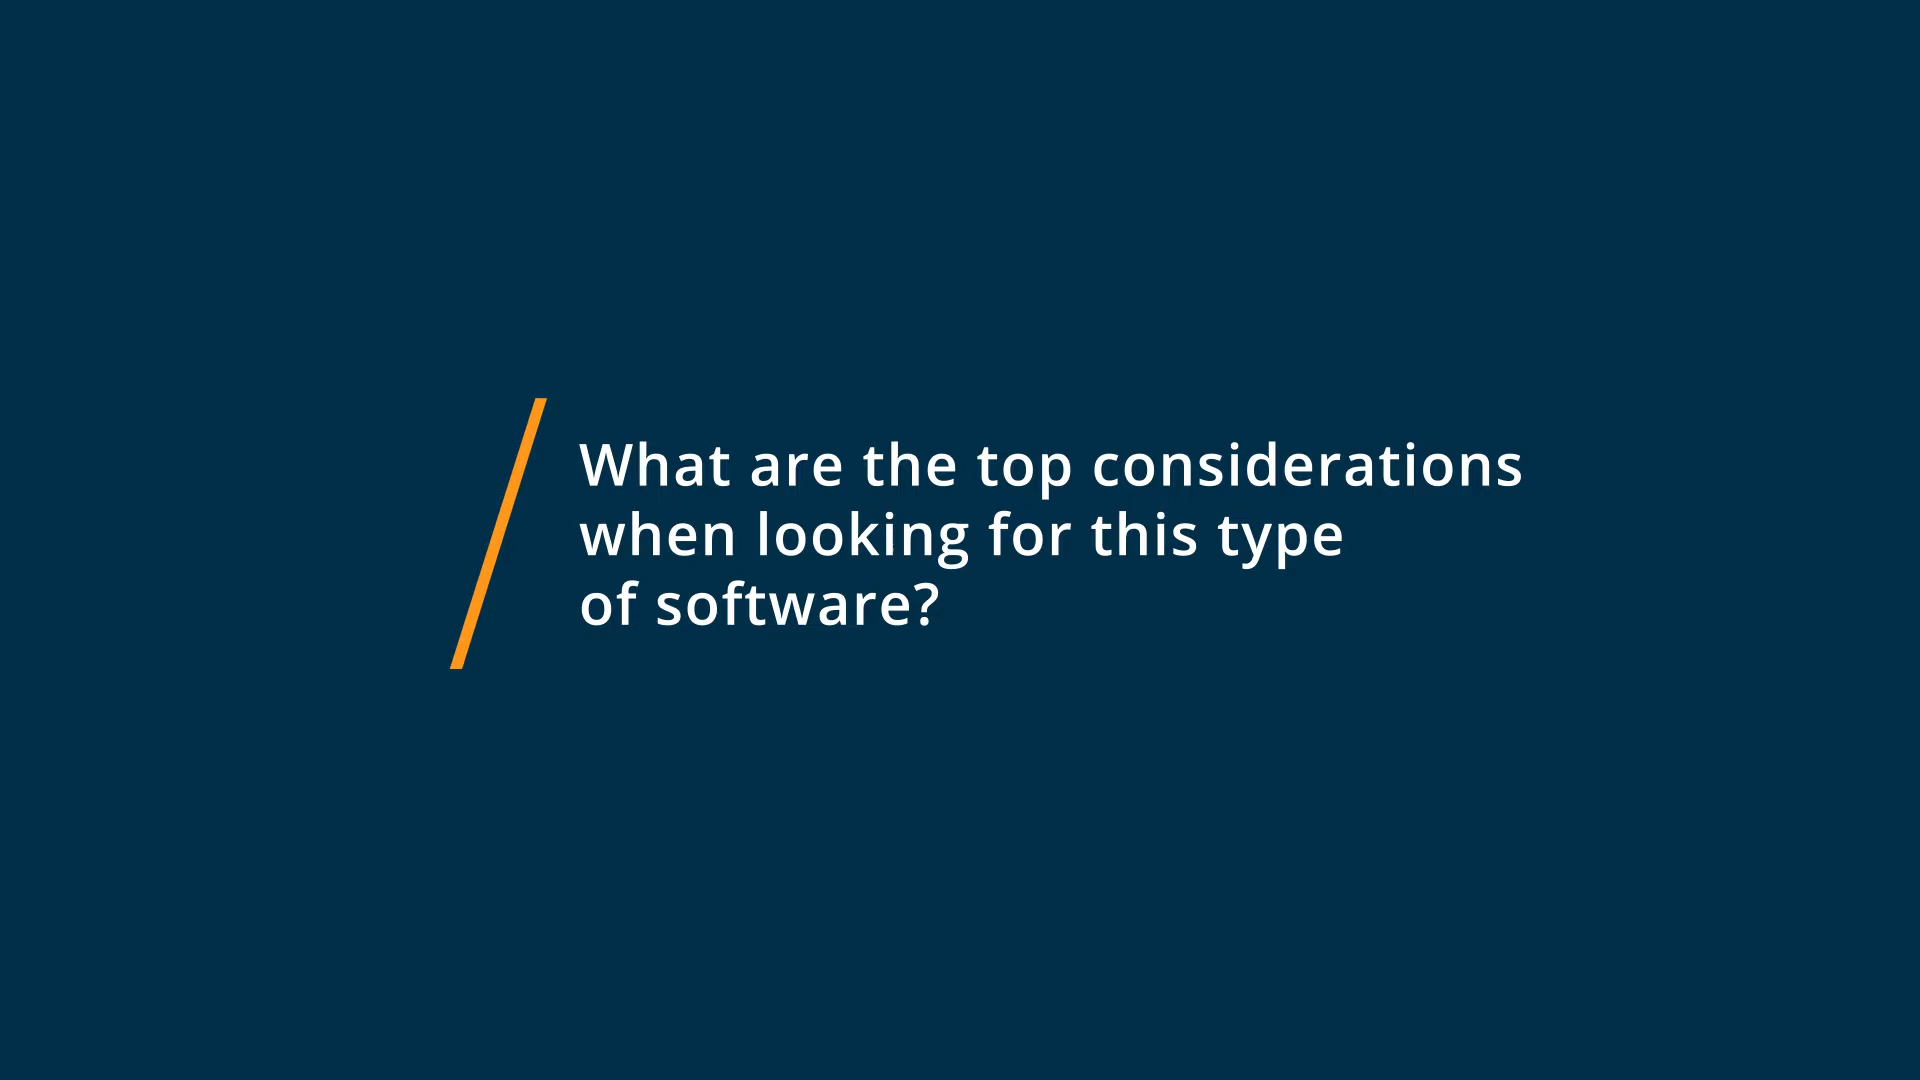 What are the top considerations
when looking for this type
of software?